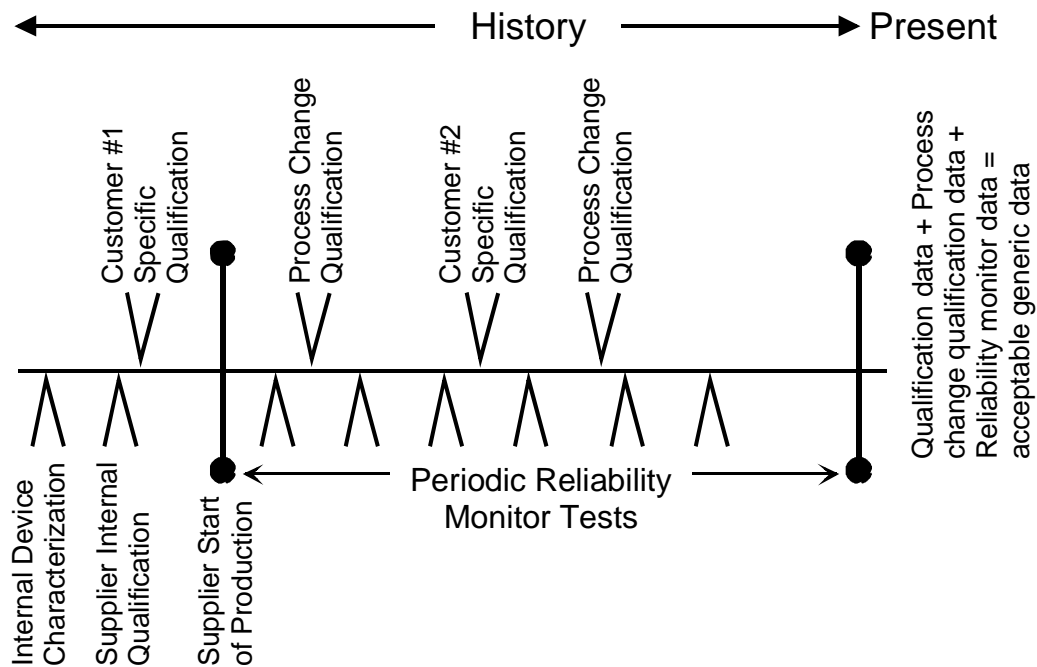 History
Present
Customer #1
Specific
Qualification
Process Change
Qualification
Customer #2
Specific
Qualification
Process Change
Qualification
Qualification data + Process
change qualification data +
Reliability monitor data =
acceptable generic data
Internal Device
Characterization
Supplier Internal
Qualification
Supplier Start
of Production
Periodic Reliability
Monitor Tests